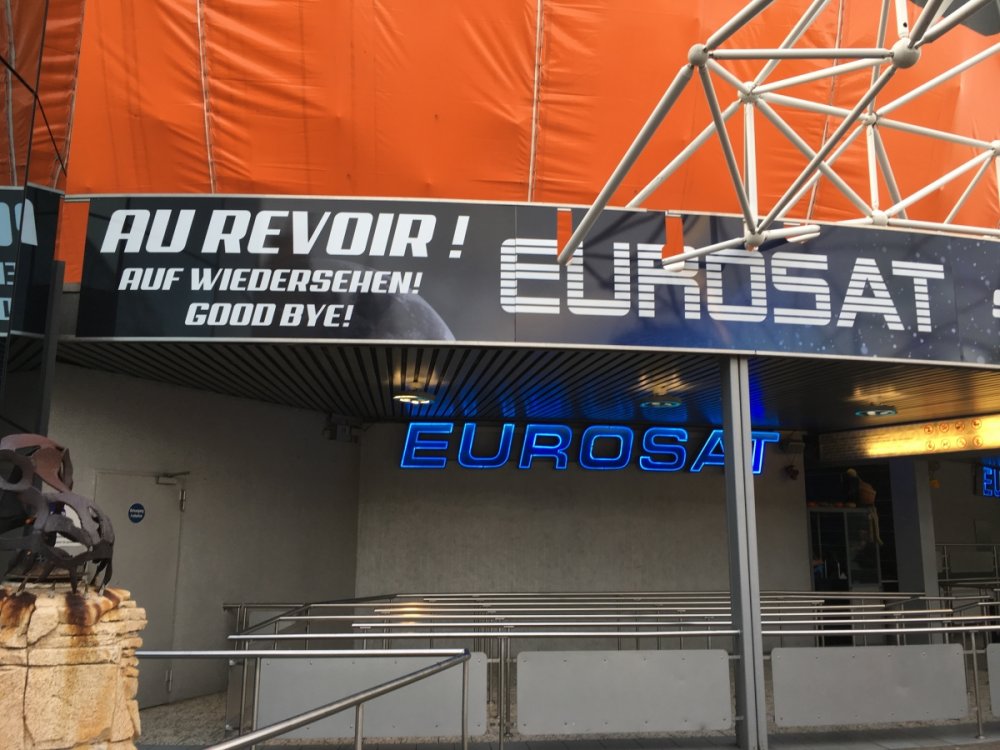 AU REVOIR !
AUF WIEDERSEHEN!
GOOD BYE!
EUROSAT
EUROSAT